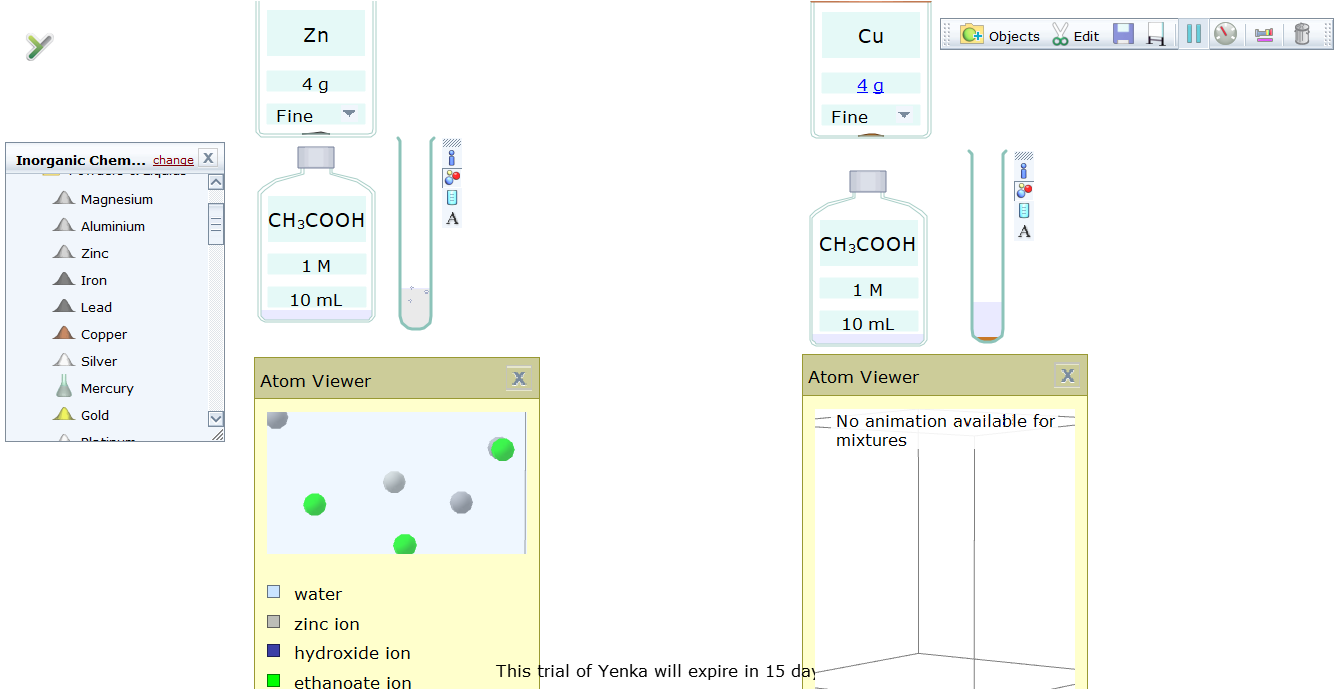 Zn
4 g
Fine
CH₃COOH
1 M
10 mL
Cu
4 g
Fine
CH₃COOH
1 M
10 mL
Objects
Edit
Inorganic Chem...
change
Magnesium
Aluminium
Zinc
Iron
Lead
Copper
Silver
Mercury
Gold
Platinum
A
A
Atom Viewer
water
zinc ion
hydroxide ion
ethanoate ion
Atom Viewer
No animation available for
mixtures
This trial of Yenka will expire in 15 day